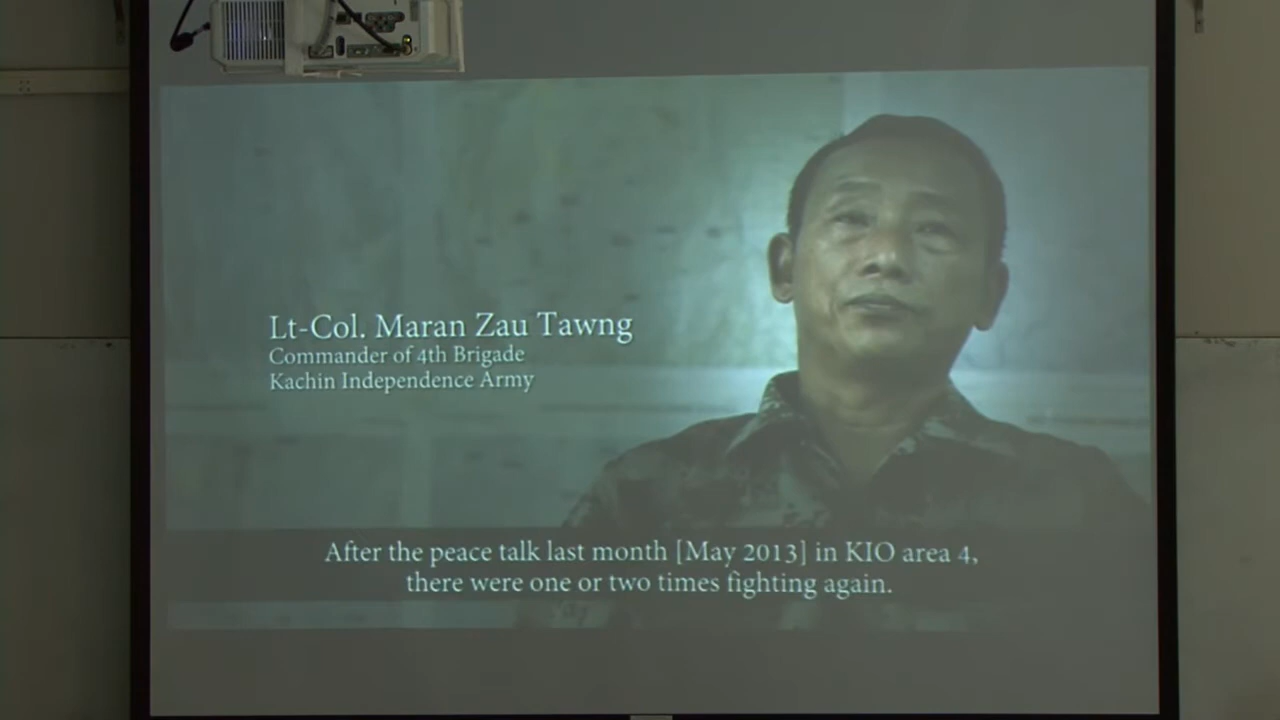 Lt-Col. Maran Zau Tawng
Commander of 4th Brigade
Kachin Independence Army
After the peace talk last month [May 2013] in KIO area 4,
there were one or two times fighting again.